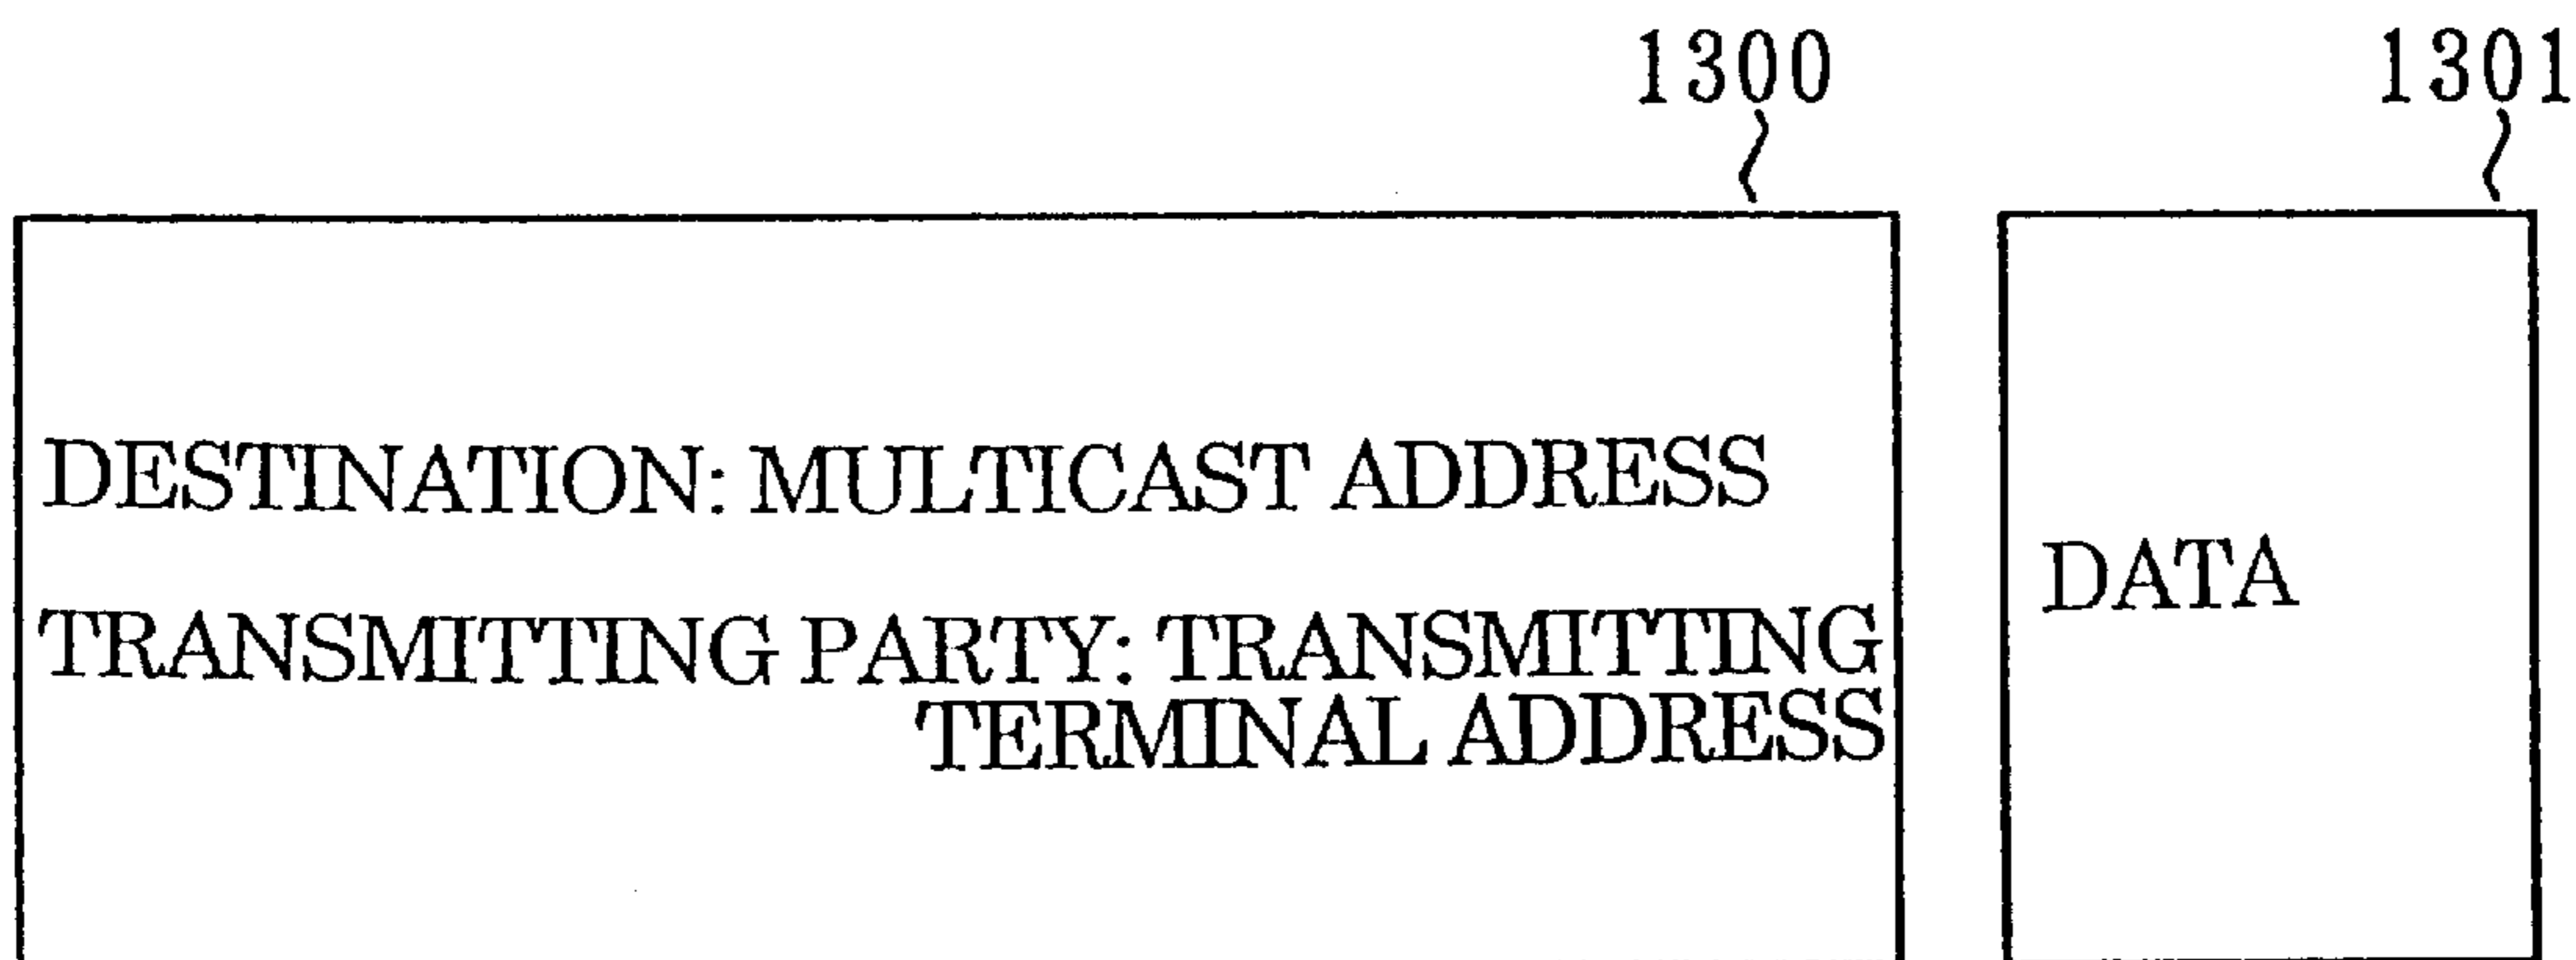 1300
1301
DESTINATION: MULTICAST ADDRESS
TRANSMITTING PARTY: TRANSMITTING
TERMINAL ADDRESS
DATA